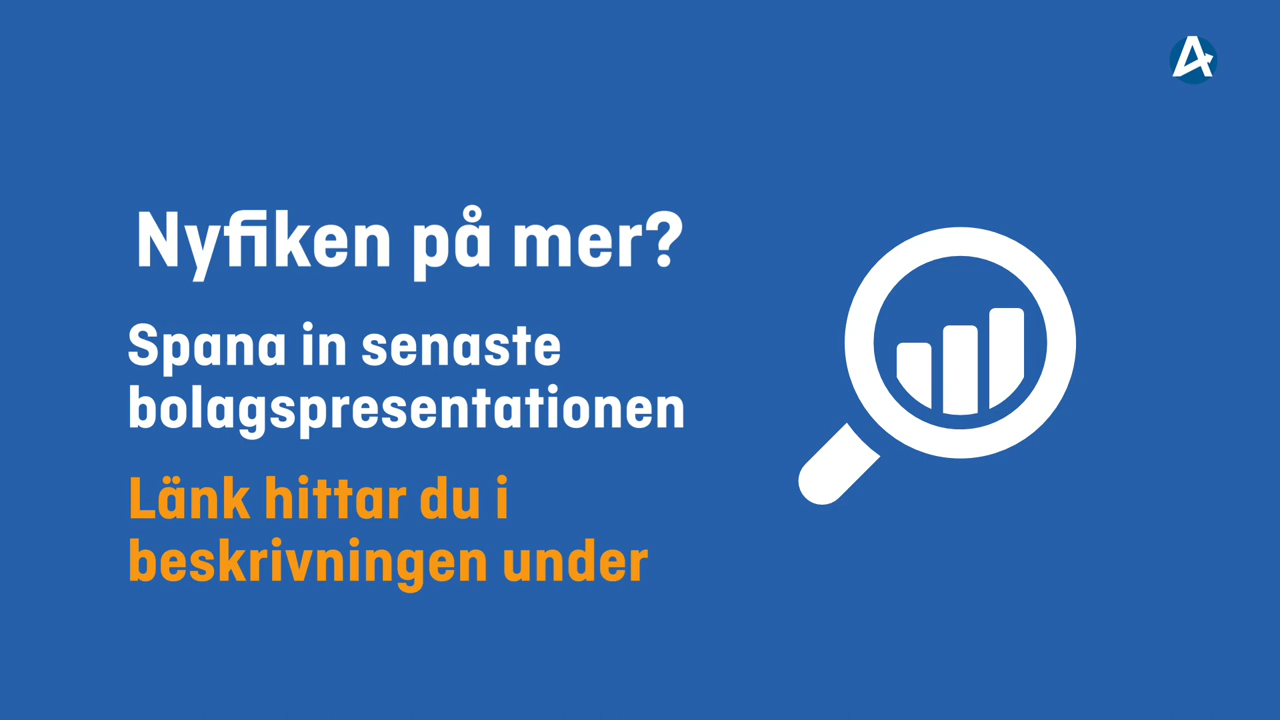 Nyfiken på mer?
Spana in senaste
bolagspresentationen
Länk hittar du i
beskrivningen under